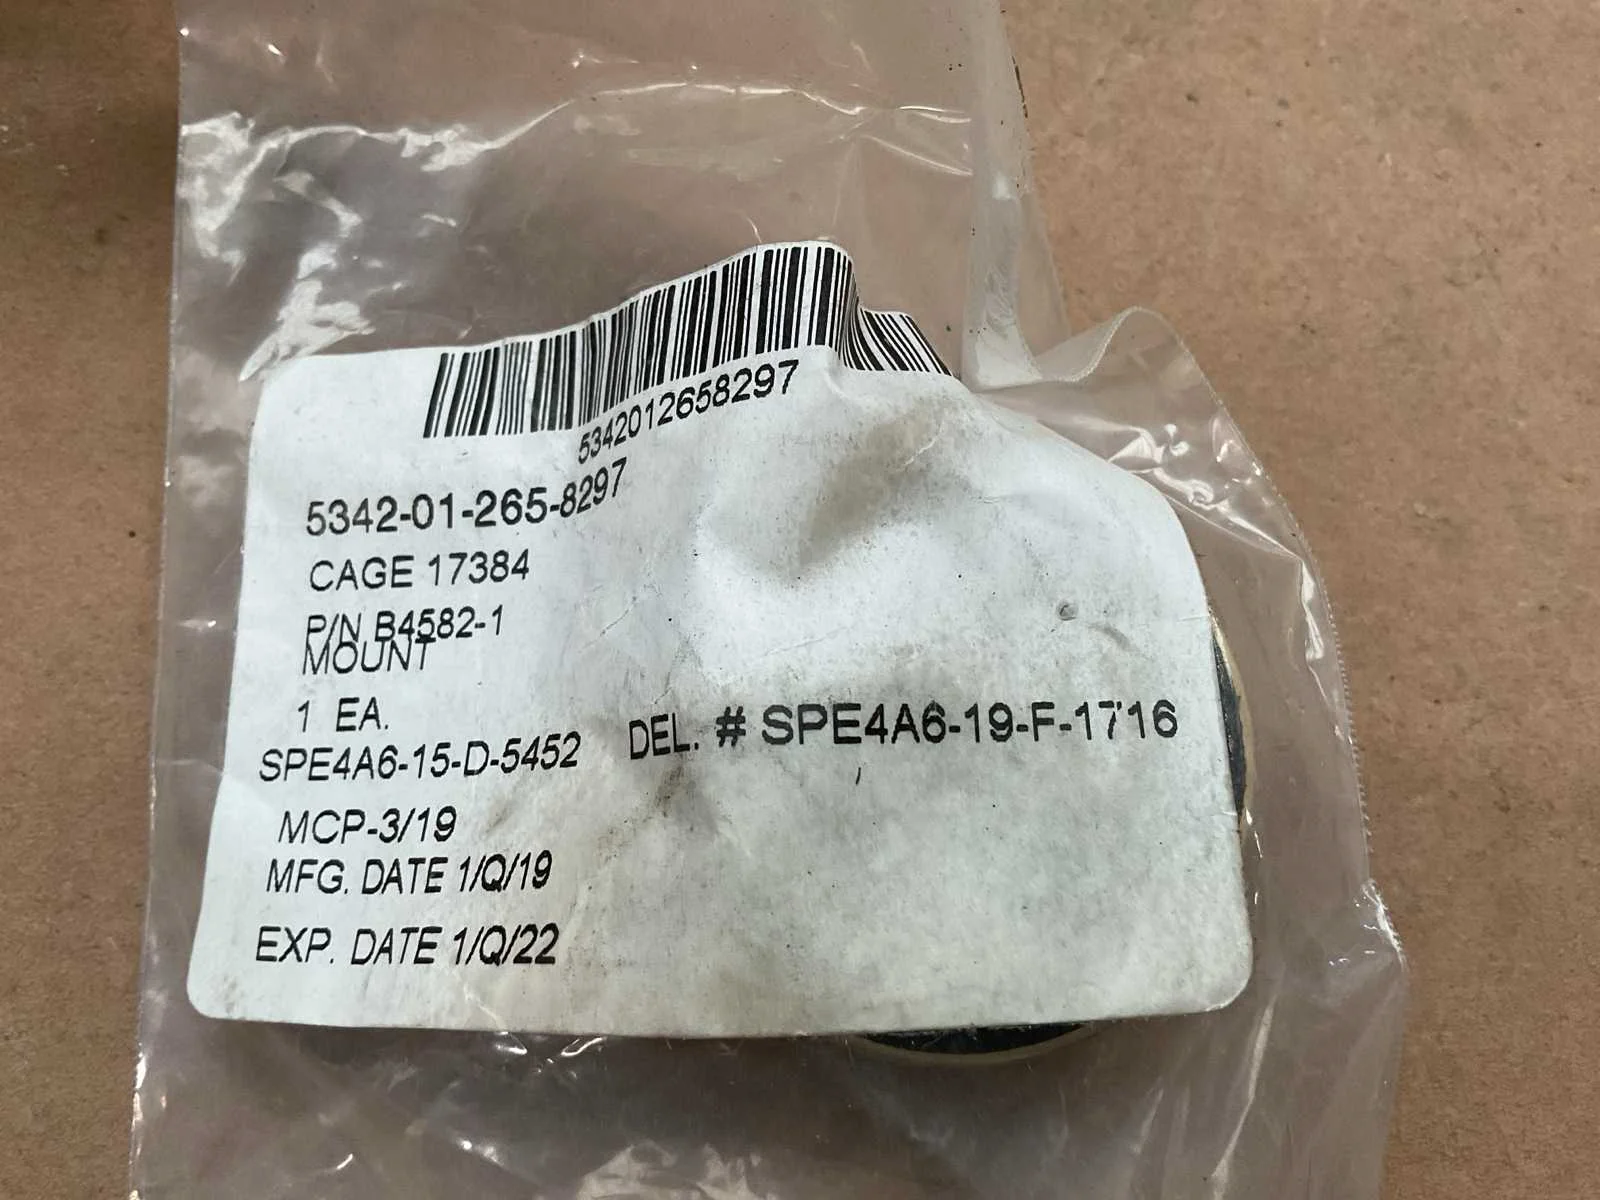 5342012658297
5342-01-265-8297
CAGE 17384
P/N B4582-1
MOUNT
1 EA.
SPE4A6-15-D-5452 DEL. # SPE4A6-19-F-1716
MCP-3/19
MFG. DATE 1/Q/19
EXP. DATE 1/Q/22